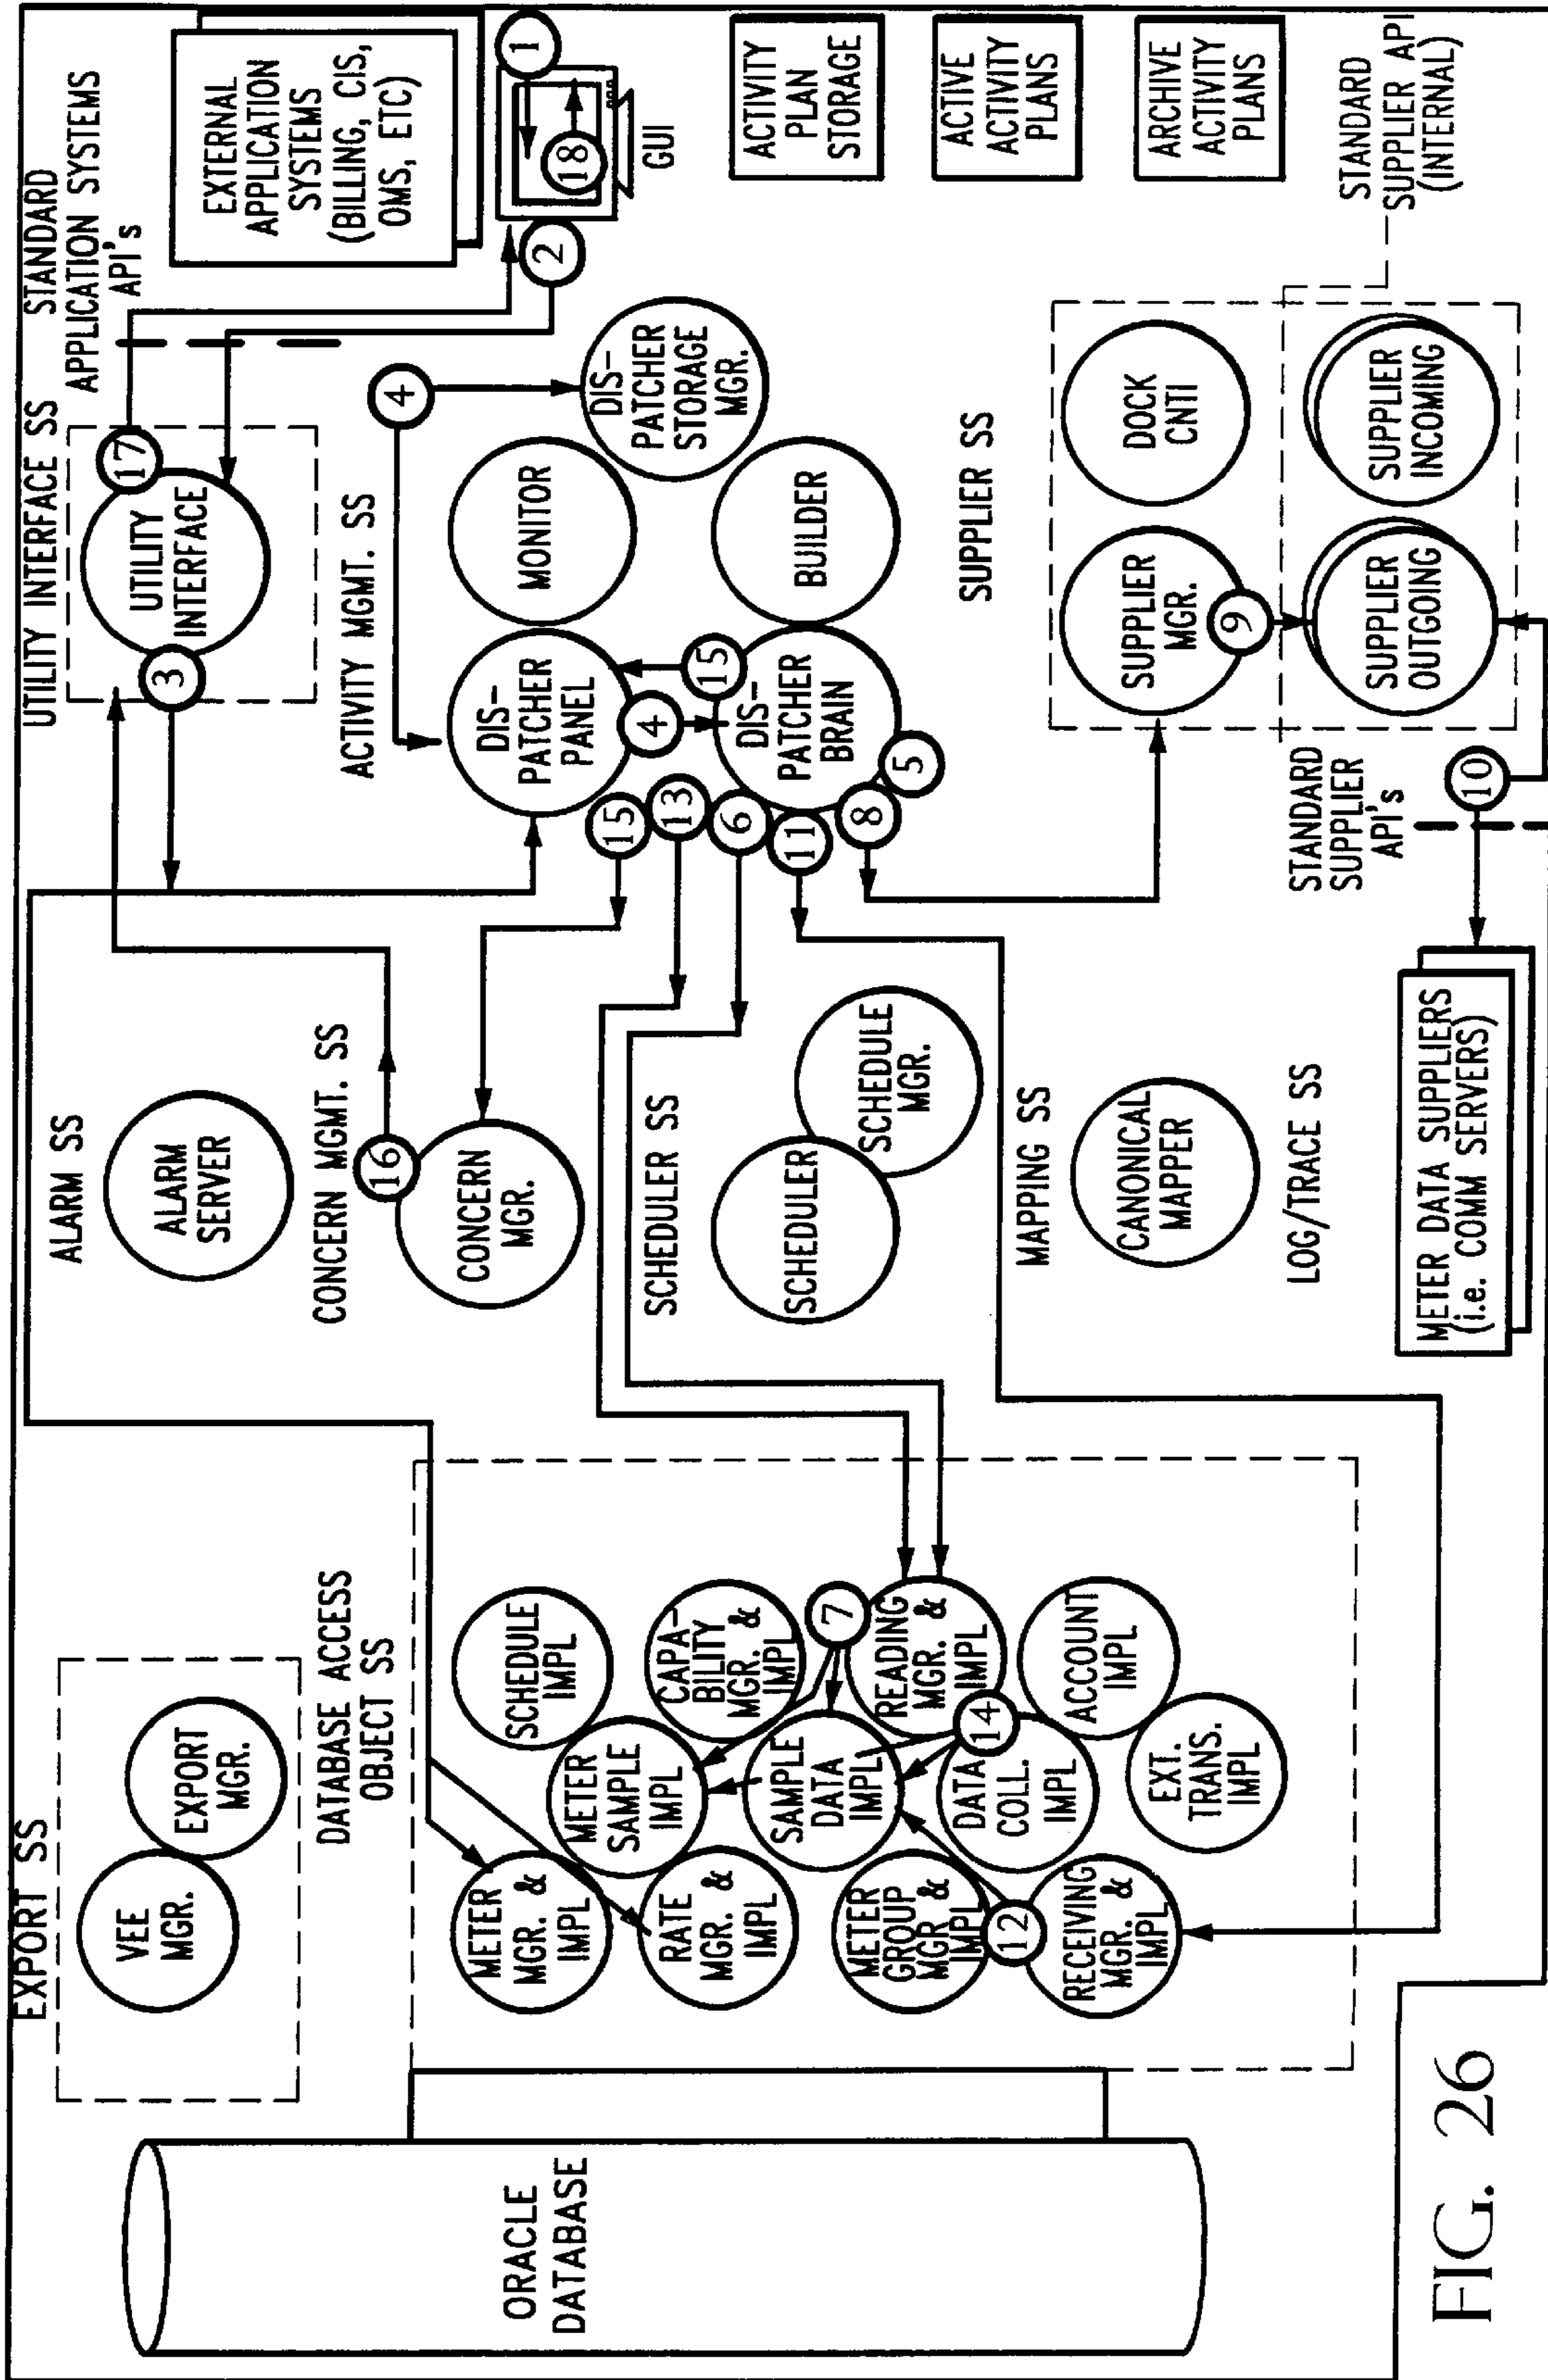 EXPORT SS
VEE
MGR.
EXPORT
MGR.
ALARM SS
ALARM
SERVER
UTILITY INTERFACE SS
UTILITY
INTERFACE
3
17
STANDARD
APPLICATION SYSTEMS
API's
EXTERNAL
APPLICATION
SYSTEMS
(BILLING, CIS,
OMS, ETC)
1
18
2
GUI
ORACLE
DATABASE
DATABASE ACCESS
OBJECT SS
METER
MGR. &
IMPL
SCHEDULE
IMPL
METER
SAMPLE
IMPL
RATE
MGR. &
IMPL
CAPA-
BILITY
MGR. &
IMPL
SAMPLE
DATA
IMPL
7
METER
GROUP
MGR &
IMPL
READING
MGR. &
IMPL
14
12
DATA
COLL.
IMPL
RECEIVING
MGR. &
IMPL
ACCOUNT
IMPL
EXT.
TRANS.
IMPL
CONCERN MGMT. SS
16
CONCERN
MGR.
SCHEDULER SS
SCHEDULER
SCHEDULE
MGR.
MAPPING SS
CANONICAL
MAPPER
LOG/TRACE SS
METER DATA SUPPLIERS
(i.e. COMM SERVERS)
ACTIVITY MGMT. SS
4
DIS-
PATCHER
PANEL
MONITOR
DIS-
PATCHER
STORAGE
MGR.
15
13
4
15
6
11
8
5
DIS-
PATCHER
BRAIN
BUILDER
SUPPLIER SS
SUPPLIER
MGR.
9
DOCK
CNTI
SUPPLIER
OUTGOING
SUPPLIER
INCOMING
STANDARD
SUPPLIER
API's
10
ACTIVITY
PLAN
STORAGE
ACTIVE
ACTIVITY
PLANS
ARCHIVE
ACTIVITY
PLANS
STANDARD
SUPPLIER API
(INTERNAL)
FIG. 26